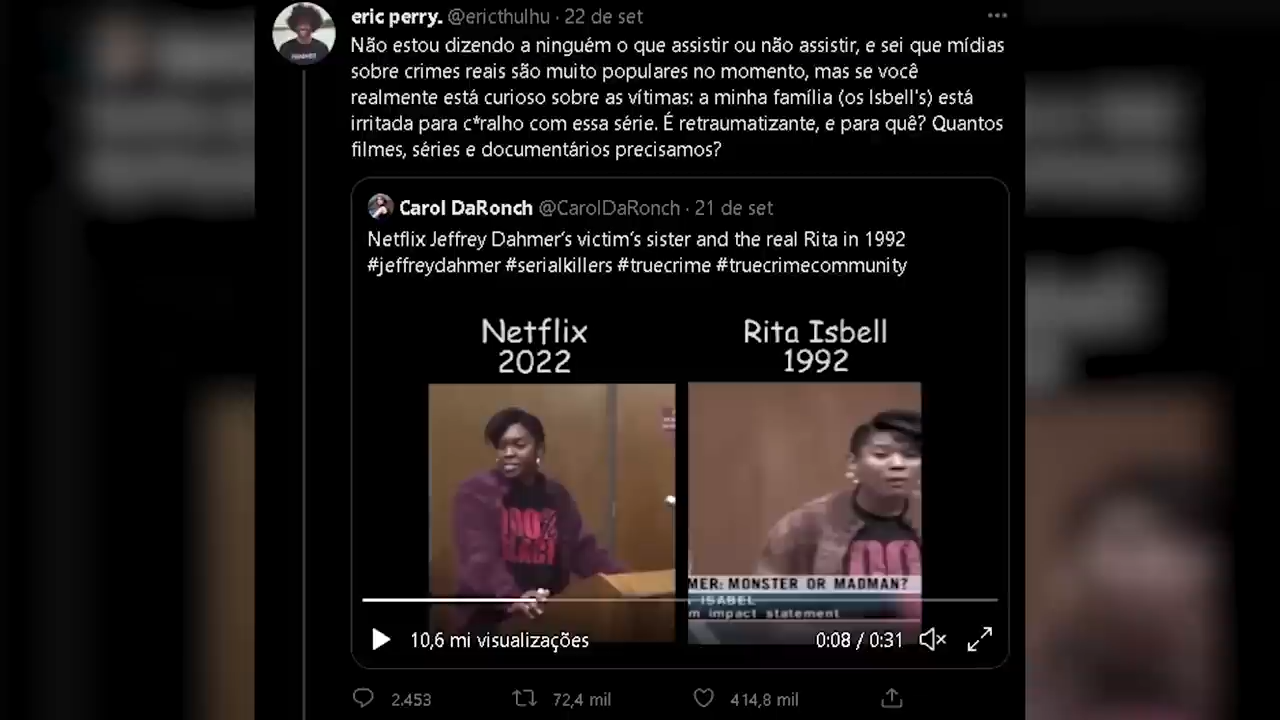 eric perry. @ericthulhu · 22 de set
Não estou dizendo a ninguém o que assistir ou não assistir, e sei que mídias
sobre crimes reais são muito populares no momento, mas se você
realmente está curioso sobre as vítimas: a minha família (os Isbell's) está
irritada para c*ralho com essa série. É retraumatizante, e para quê? Quantos
filmes, séries e documentários precisamos?
Carol DaRonch @CarolDaRonch · 21 de set
Netflix Jeffrey Dahmer's victim's sister and the real Rita in 1992
#jeffreydahmer #serialkillers #truecrime #truecrimecommunity
Netflix
2022
Rita Isbell
1992
100%
BLACK
MER: MONSTER OR MADMAN?
ISABEL
m impact statement
10,6 mi visualizações
0:08 / 0:31
2.453
72,4 mil
414,8 mil